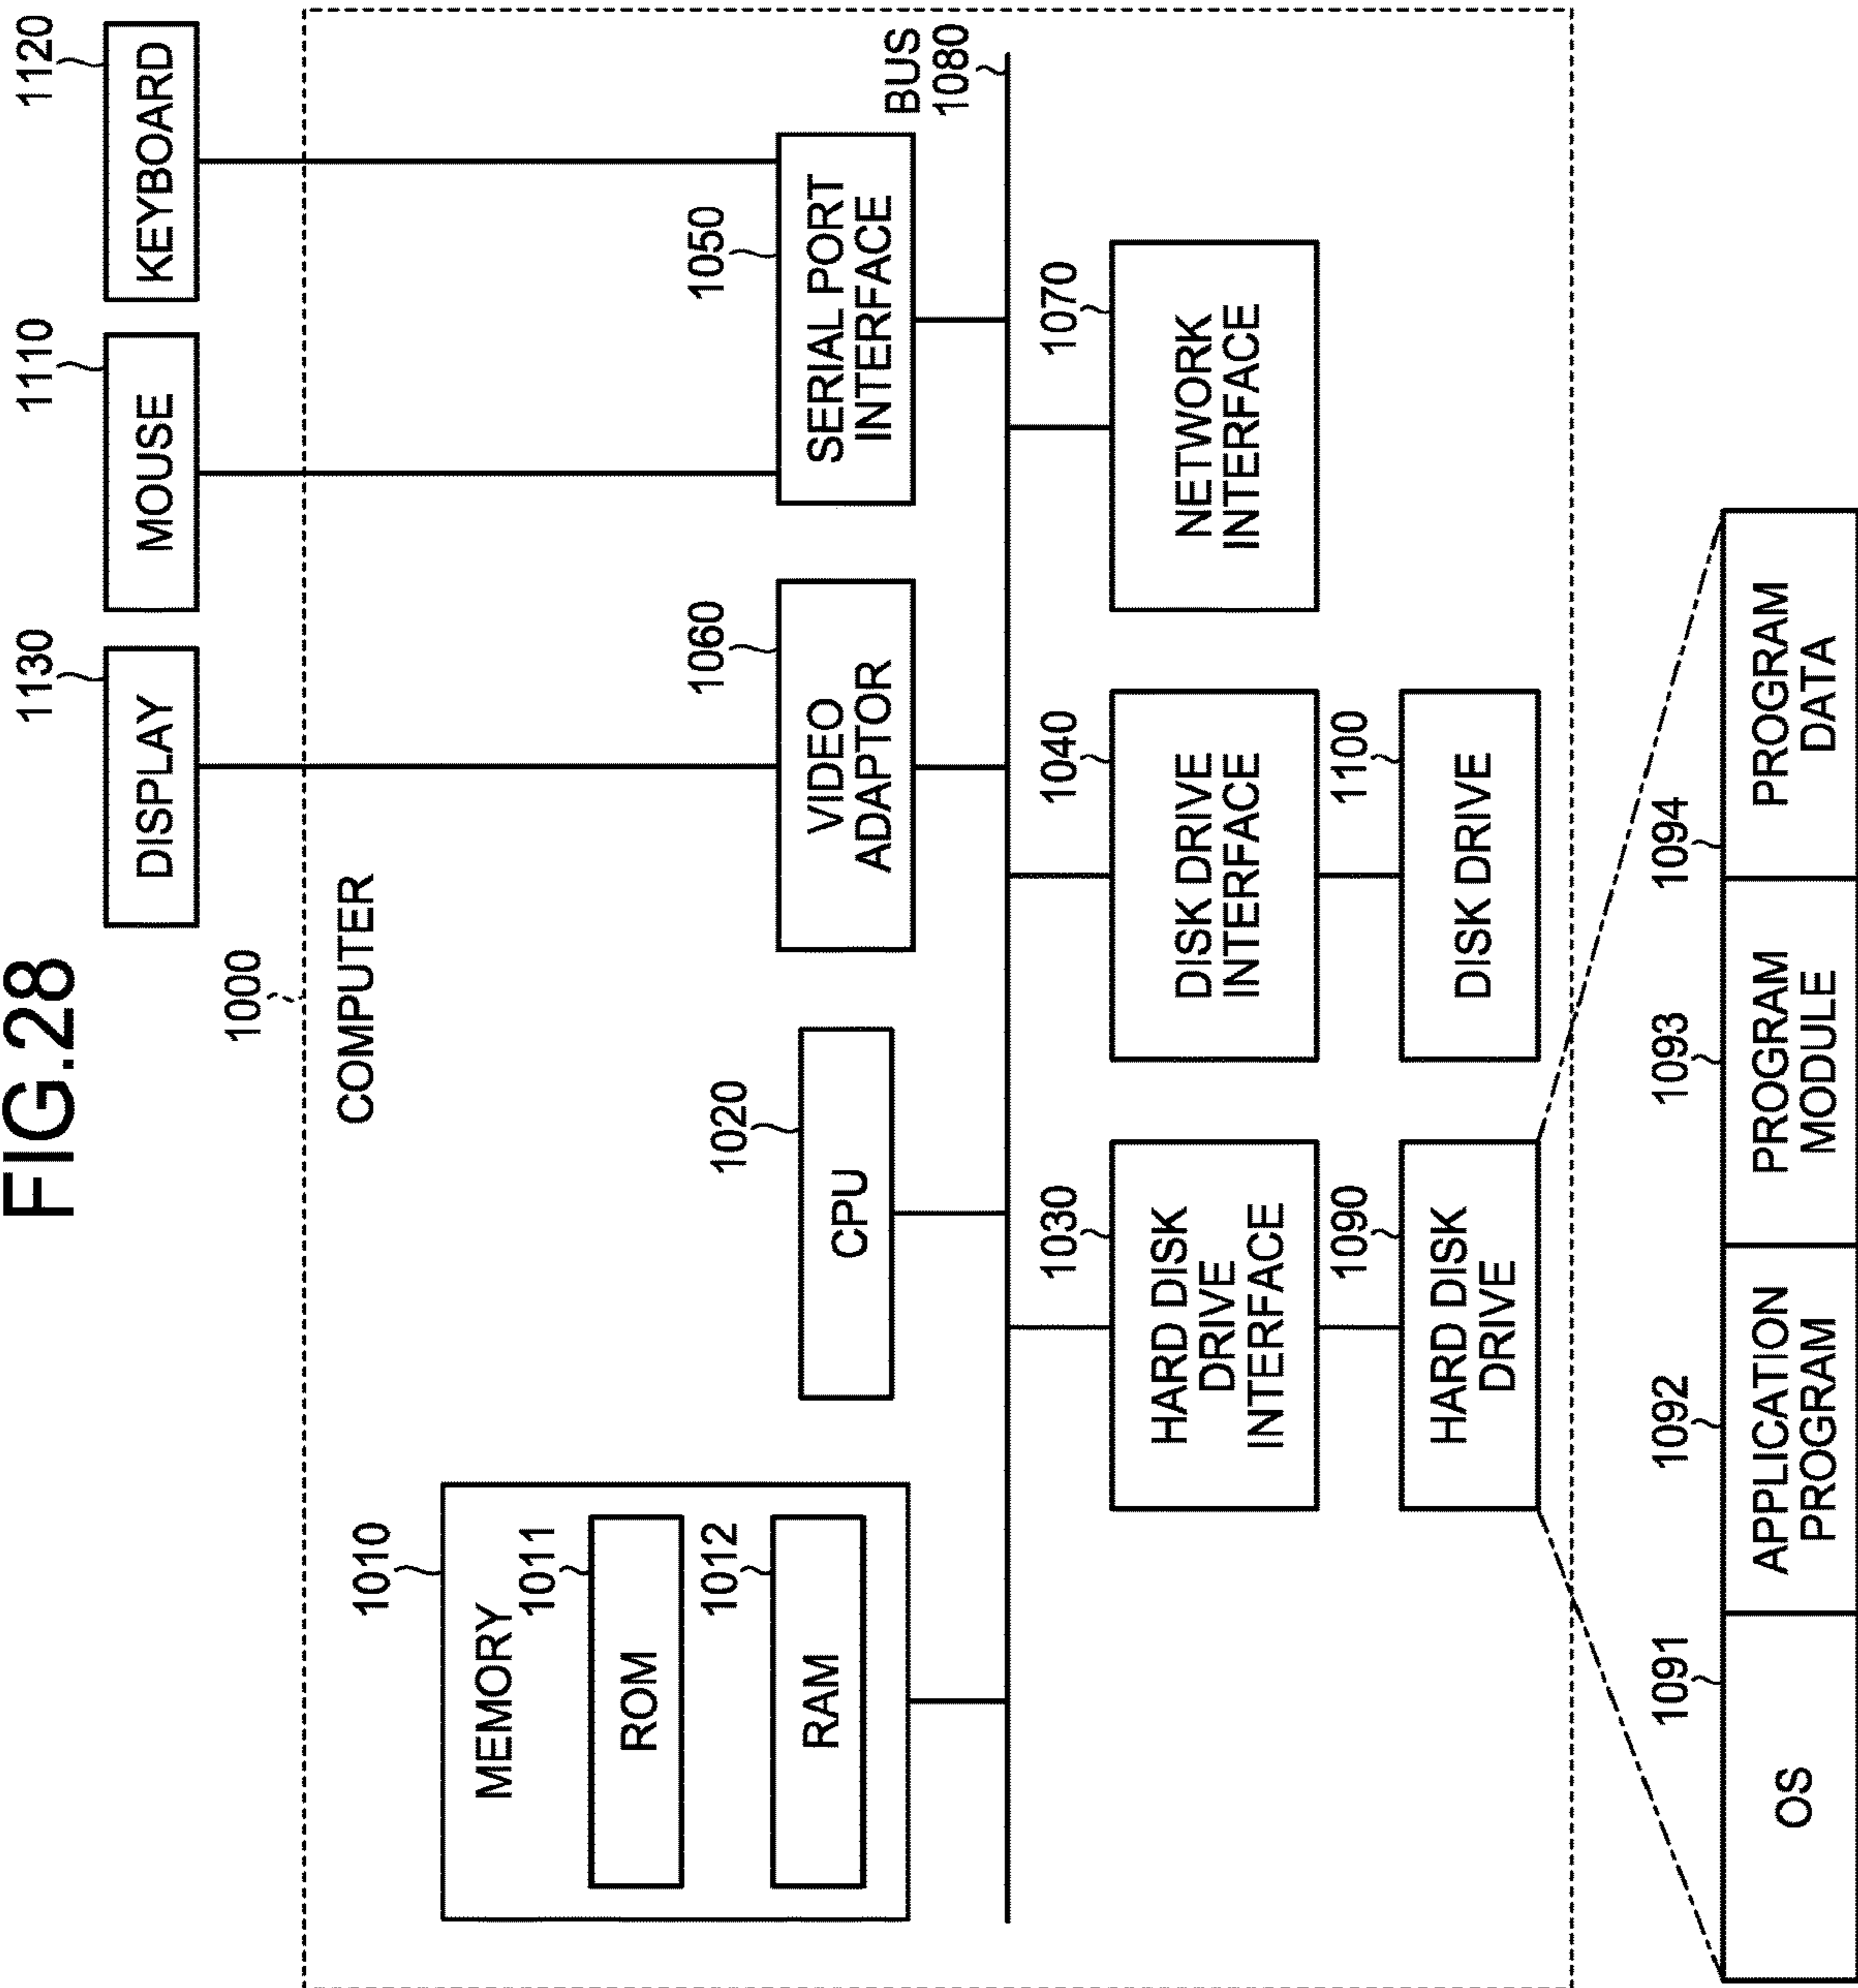 FIG.28
1000
COMPUTER
1130
DISPLAY
1110
MOUSE
1120
KEYBOARD
1010
MEMORY
1011
ROM
1012
RAM
1020
CPU
1060
VIDEO
ADAPTOR
1050
SERIAL PORT
INTERFACE
BUS
1080
1030
HARD DISK
DRIVE
INTERFACE
1040
DISK DRIVE
INTERFACE
1070
NETWORK
INTERFACE
1090
HARD DISK
DRIVE
1100
DISK DRIVE
1091
OS
1092
APPLICATION
PROGRAM
1093
PROGRAM
MODULE
1094
PROGRAM
DATA